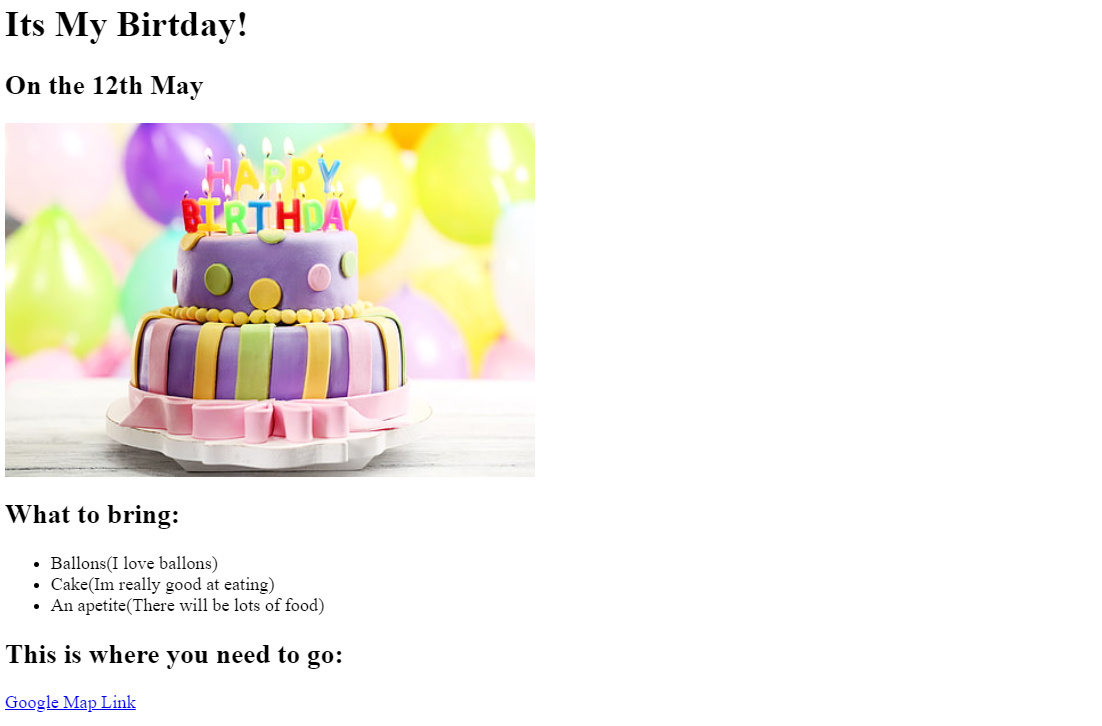 Its My Birtday!
On the 12th May
HAPPY
BIRTHDAY
What to bring:
Ballons(I love ballons)
Cake(Im really good at eating)
An apetite(There will be lots of food)
This is where you need to go:
Google Map Link